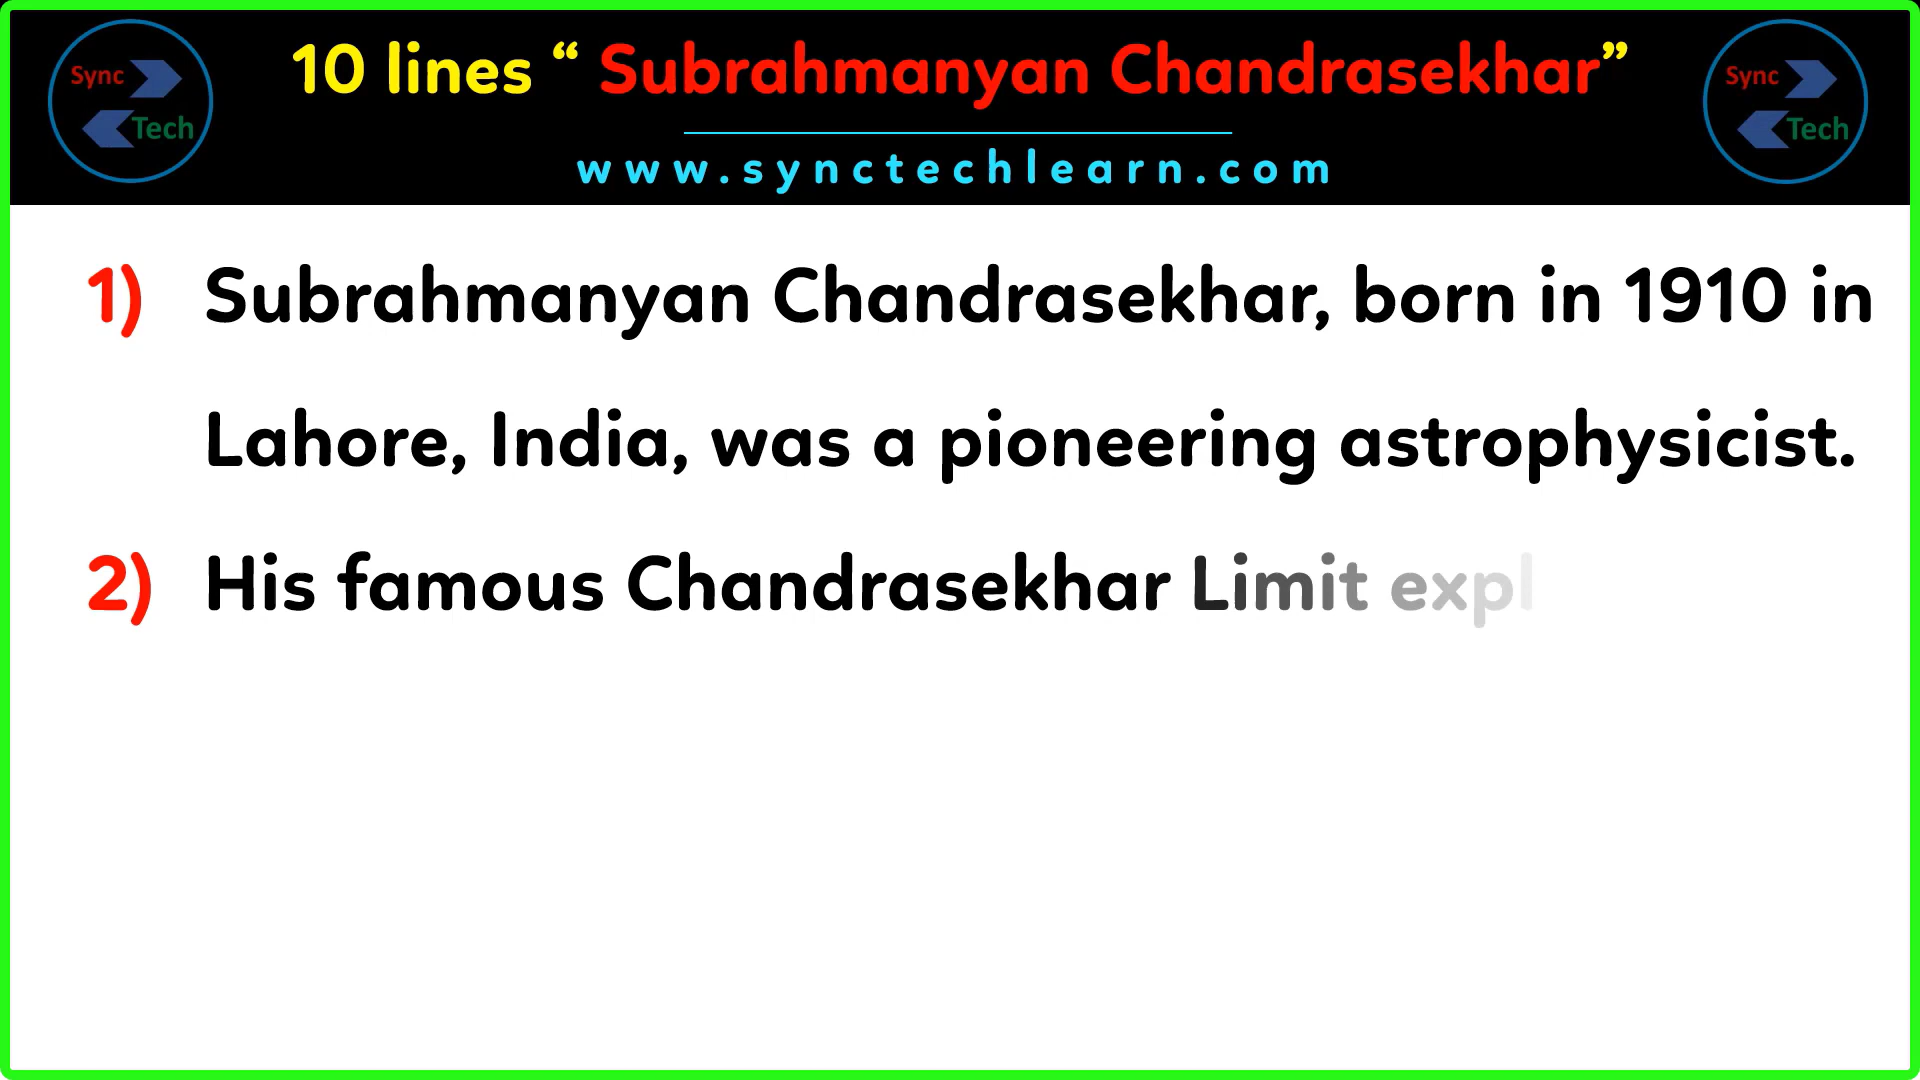 Sync
Tech
10 lines “ Subrahmanyan Chandrasekhar”
www.synctechlearn.com
Sync
Tech
1) Subrahmanyan Chandrasekhar, born in 1910 in
Lahore, India, was a pioneering astrophysicist.
2) His famous Chandrasekhar Limit expl